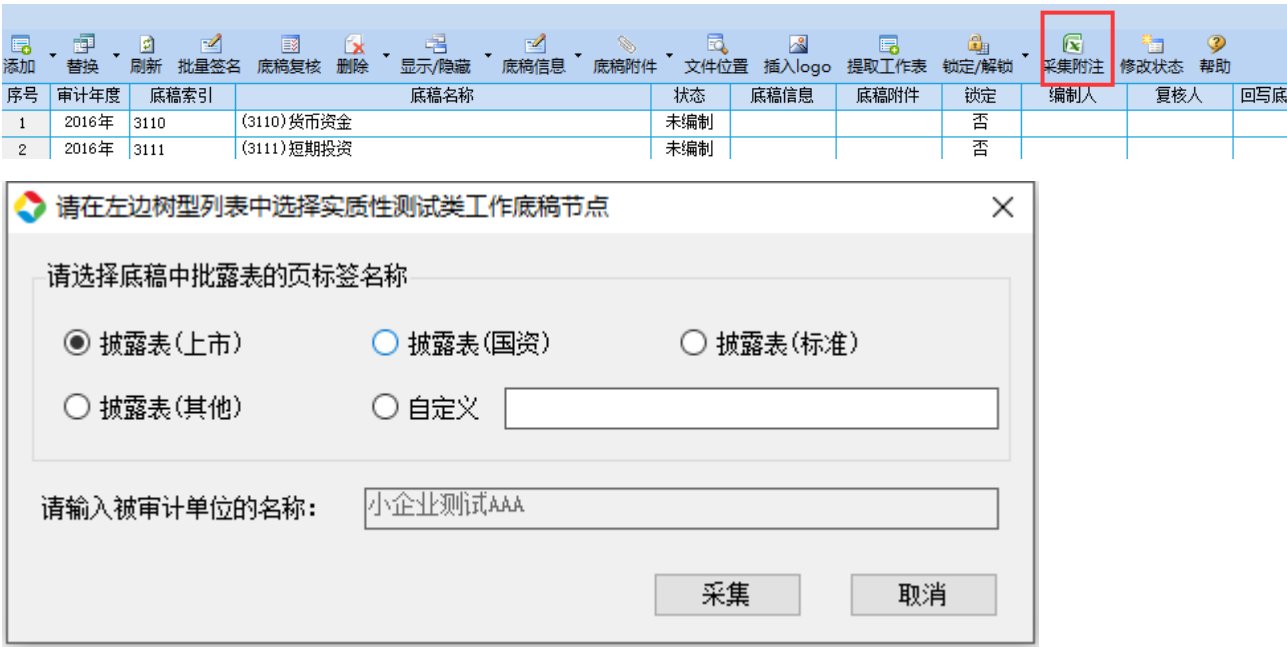 添加 替换 刷新 批量签名 底稿复核 删除 显示/隐藏 底稿信息 底稿附件 文件位置 插入logo 提取工作表 锁定/解锁 采集附注 修改状态 帮助
序号 审计年度 底稿索引 底稿名称 状态 底稿信息 底稿附件 锁定 编制人 复核人 回写底
1 2016年 3110 (3110)货币资金 未编制 否
2 2016年 3111 (3111)短期投资 未编制 否
请在左边树型列表中选择实质性测试类工作底稿节点
请选择底稿中批露表的页标签名称
披露表(上市) 披露表(国资) 披露表(标准)
披露表(其他) 自定义
请输入被审计单位的名称: 小企业测试AAA
采集 取消